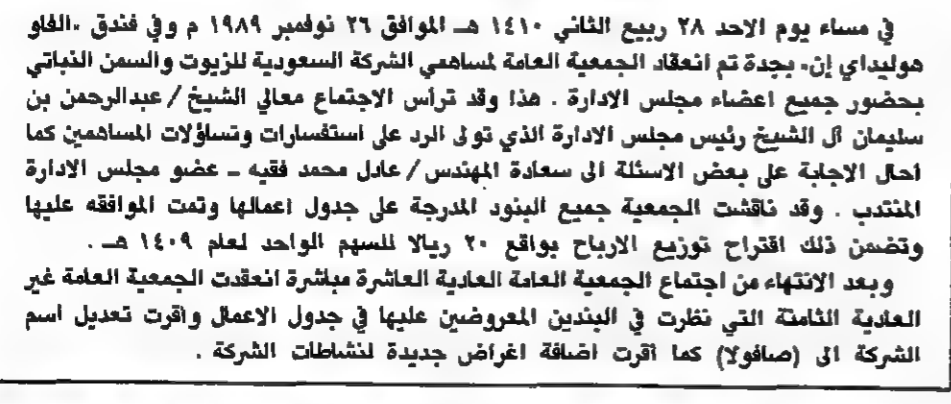 في مساء يوم الاحد ٢٨ ربيع الثاني ١٤١٠ هـ الموافق ٢٦ نوفمبر ١٩٨٩ م وفي فندق «الفاو
هوليداي إن» بجدة تم انعقاد الجمعية العامة لمساهمي الشركة السعودية للزيوت والسمن النباتي
بحضور جميع اعضاء مجلس الادارة . هذا وقد ترأس الاجتماع معالي الشيخ / عبدالرحمن بن
سليمان آل الشيخ رئيس مجلس الادارة الذي تولى الرد على استفسارات وتساؤلات المساهمين كما
أحال الاجابة على بعض الاسئلة الى سعادة المهندس / عادل محمد فقيه - عضو مجلس الادارة
المنتدب . وقد ناقشت الجمعية جميع البنود المدرجة على جدول اعمالها وتمت الموافقه عليها
وتضمن ذلك اقتراح توزيع الارباح بواقع ٢٠ ريالا للسهم الواحد لعام ١٤٠٩ هـ .
وبعد الانتهاء من اجتماع الجمعية العامة العادية العاشرة مباشرة انعقدت الجمعية العامة غير
العادية الثامنة التي نظرت في البندين المعروضين عليها في جدول الاعمال واقرت تعديل اسم
الشركة الى (صافولا) كما أقرت اضافة اغراض جديدة لنشاطات الشركة .